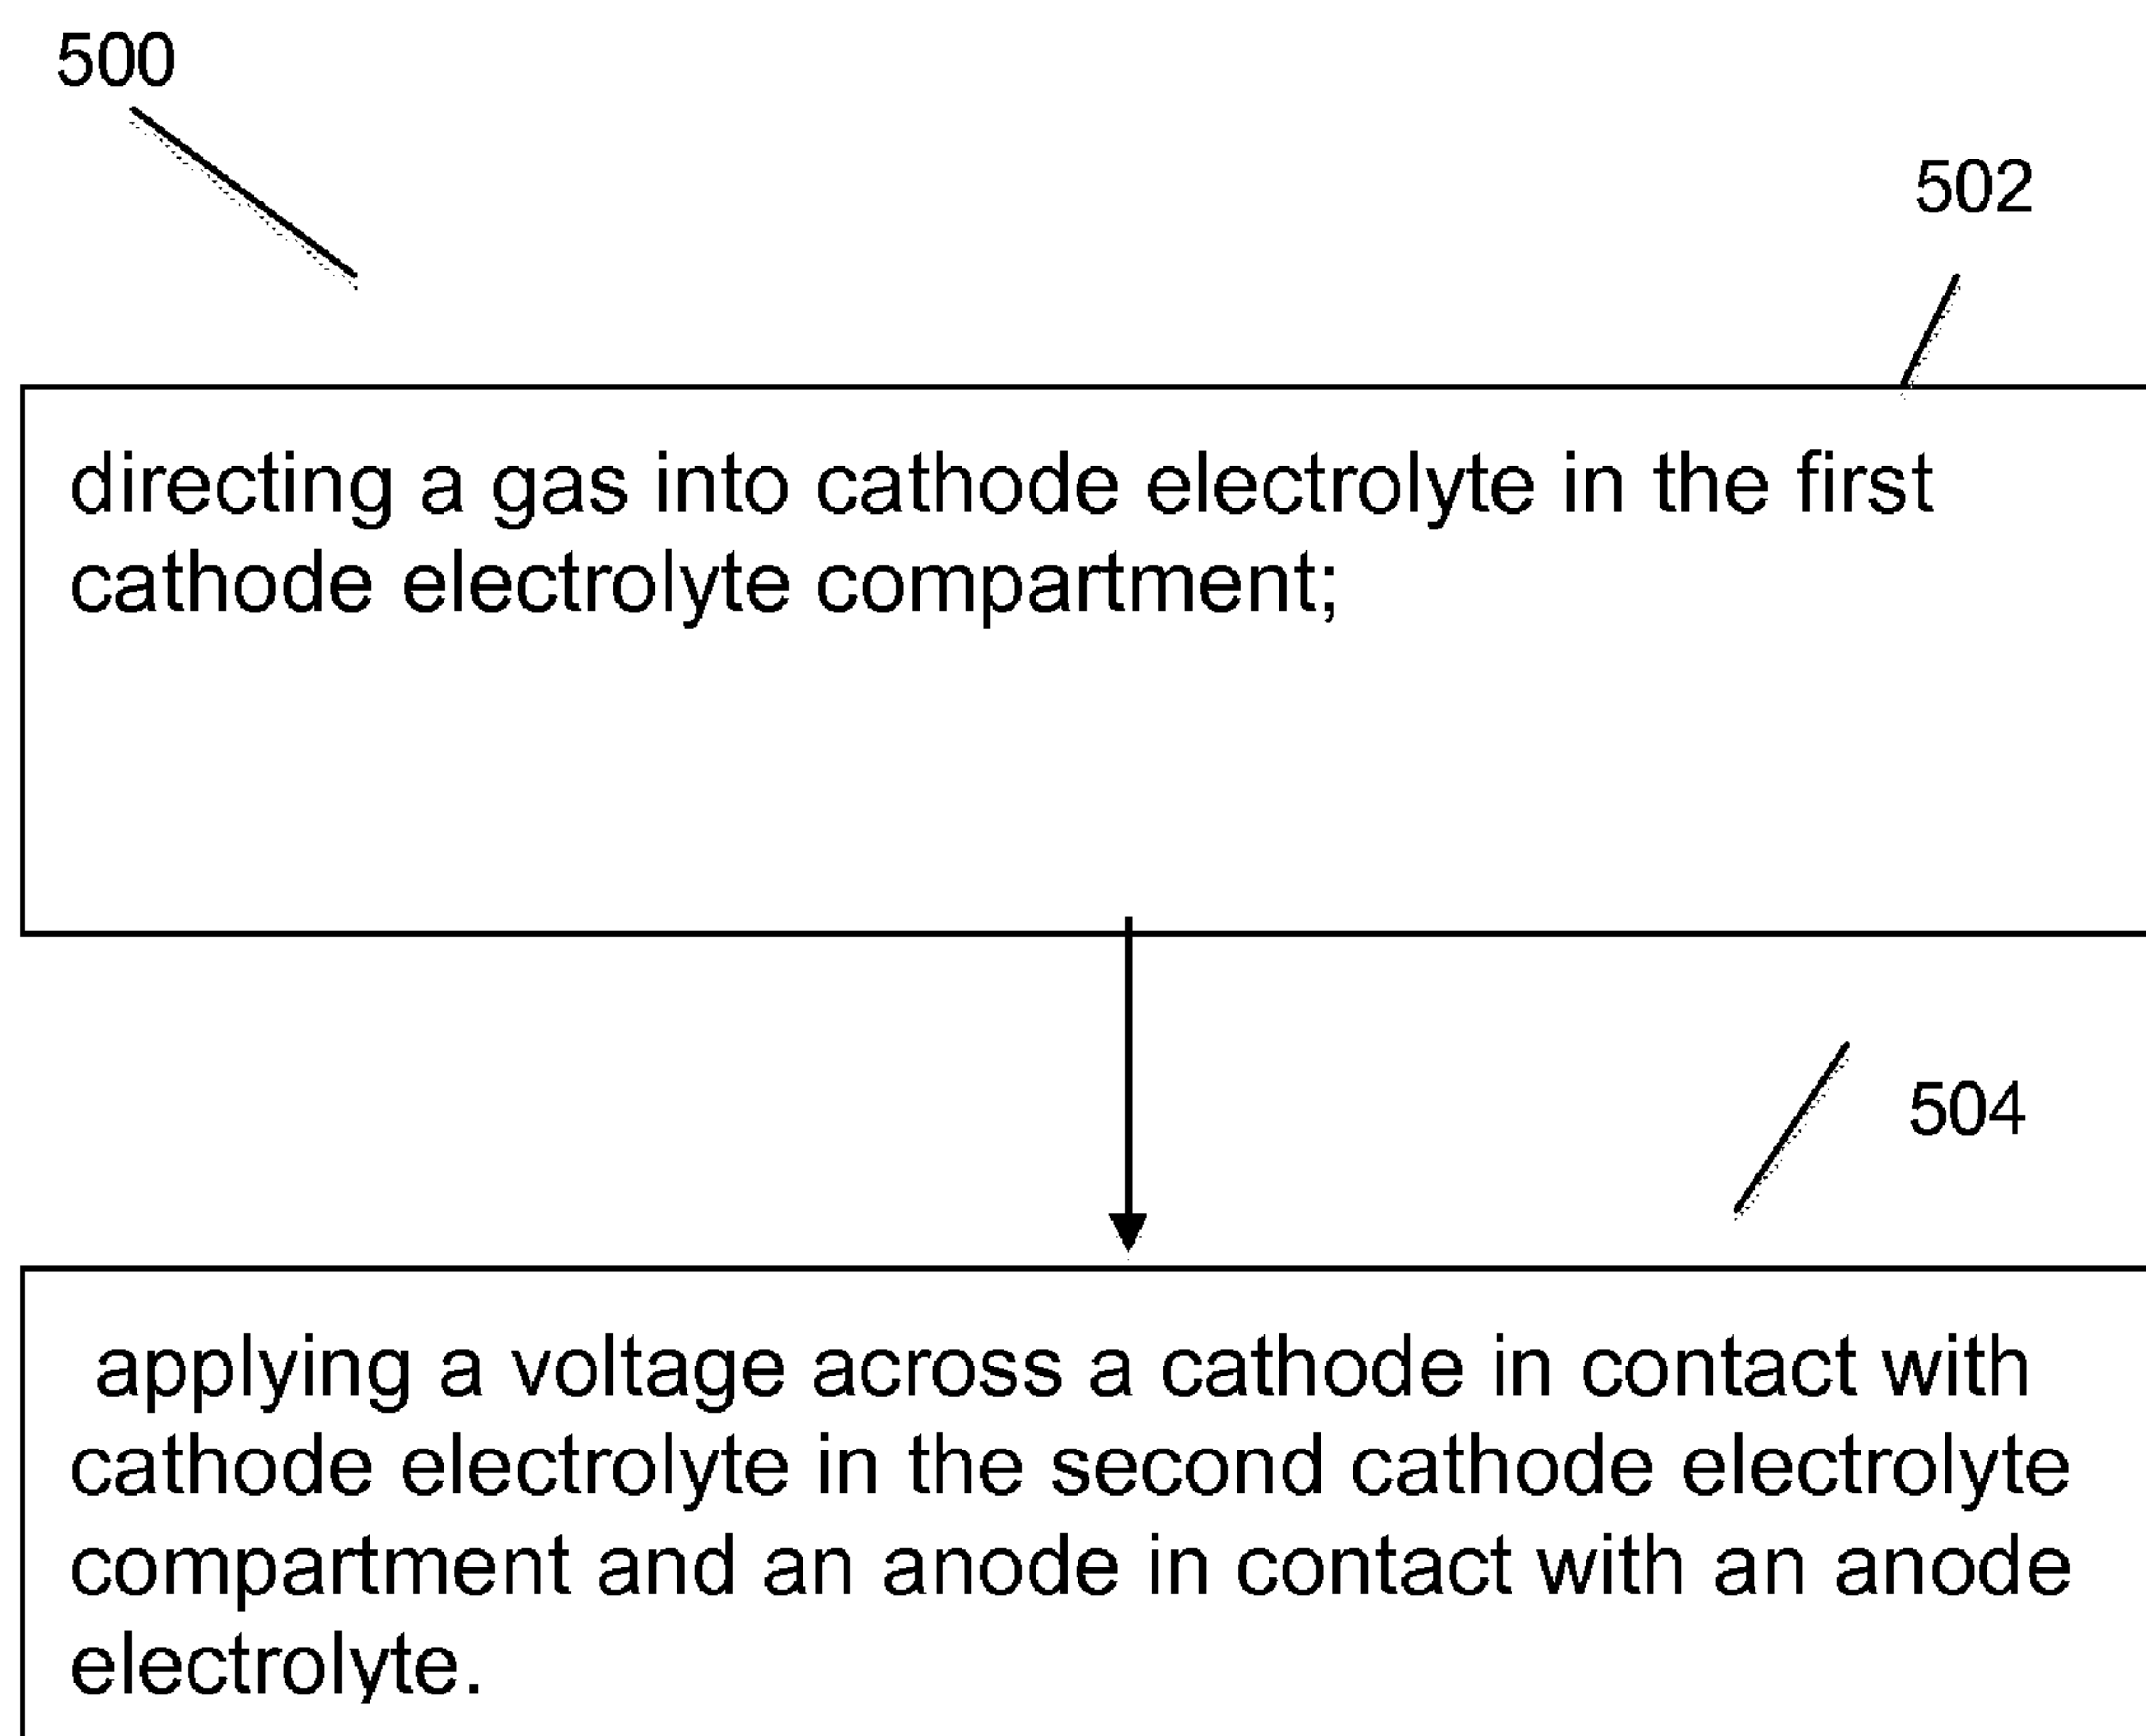 500
502
directing a gas into cathode electrolyte in the first
cathode electrolyte compartment;
504
applying a voltage across a cathode in contact with
cathode electrolyte in the second cathode electrolyte
compartment and an anode in contact with an anode
electrolyte.